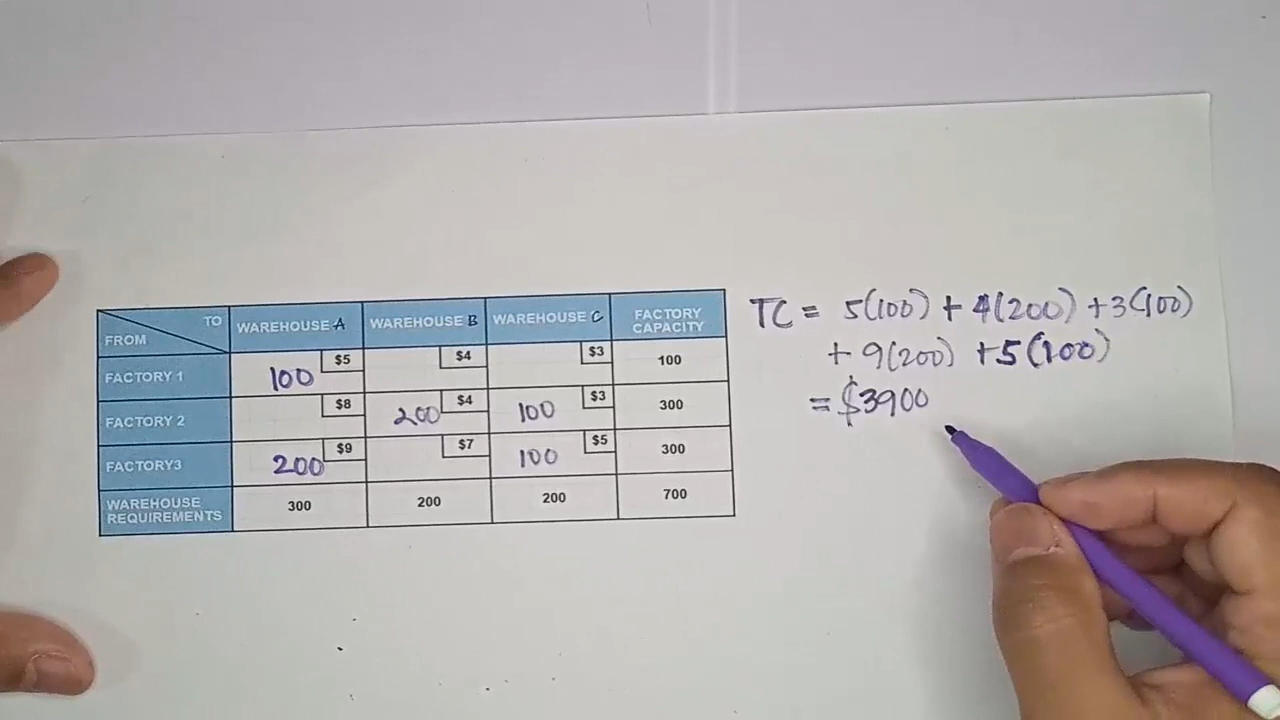 TO
FROM
WAREHOUSE A
WAREHOUSE B
WAREHOUSE C
FACTORY
CAPACITY
FACTORY 1
100
$5
$4
$3
100
FACTORY 2
$8
200
$4
100
$3
300
FACTORY3
200
$9
$7
100
$5
300
WAREHOUSE
REQUIREMENTS
300
200
200
700
TC = 5(100) + 4(200) +3(100)
+ 9(200) +5(100)
= $3900